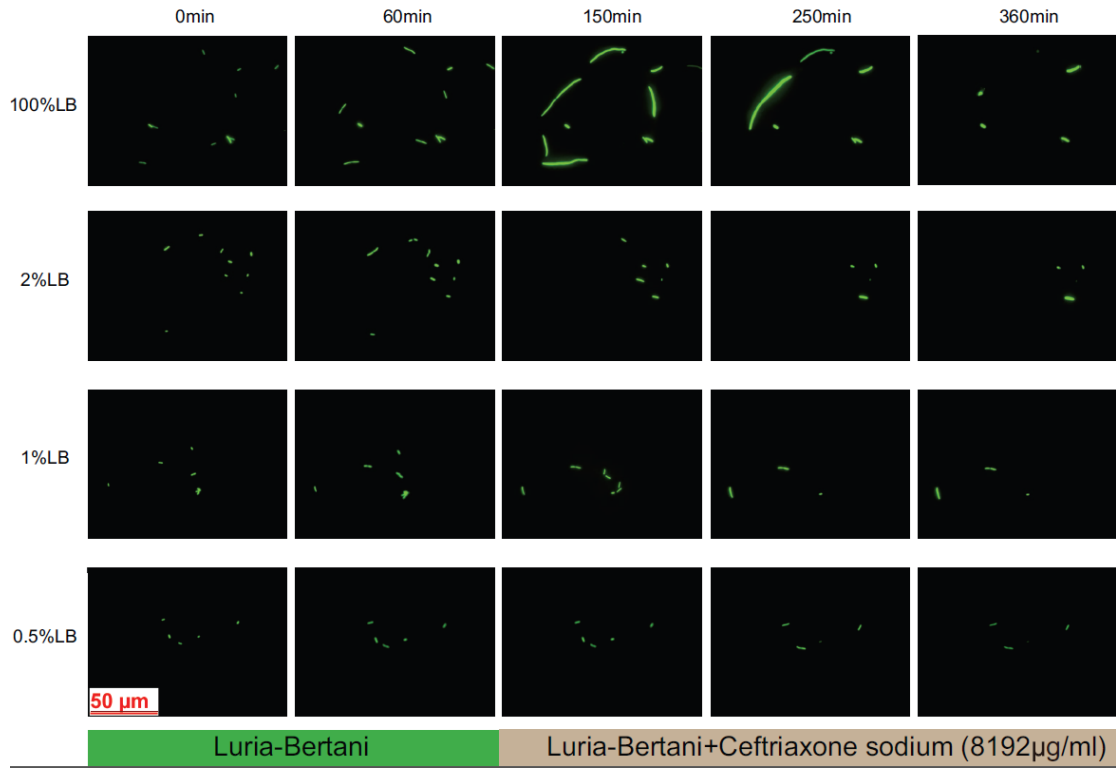 0min 60min 150min 250min 360min
100%LB
2%LB
1%LB
0.5%LB
50 µm
Luria-Bertani Luria-Bertani+Ceftriaxone sodium (8192µg/ml)